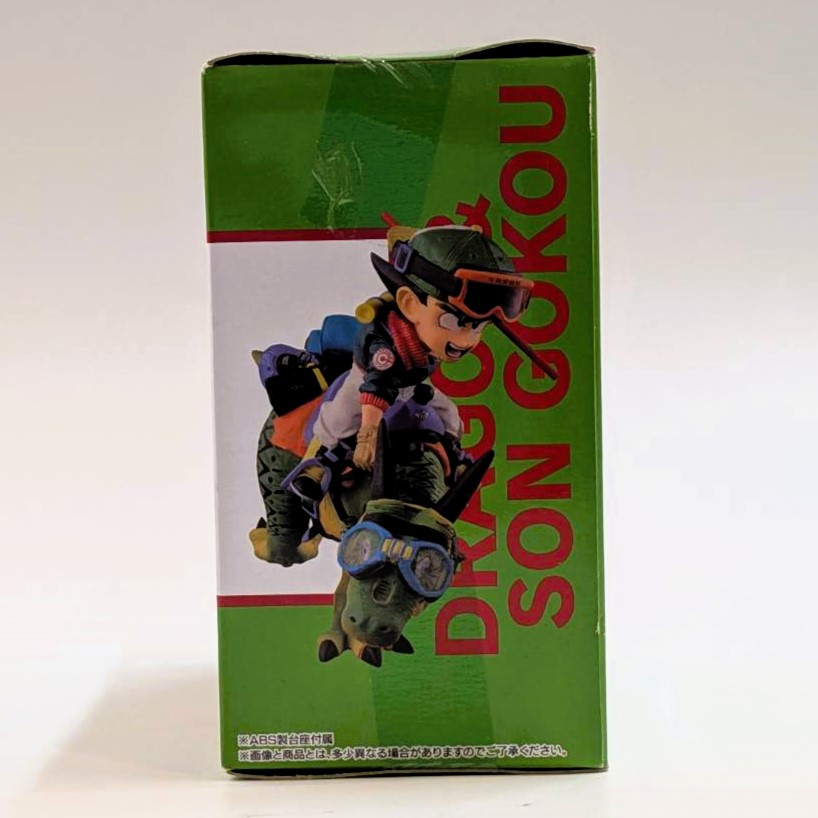 DRAGON &
SON GOKOU
※ABS製台座付属
※画像と商品とは、多少異なる場合がありますのでご了承ください。